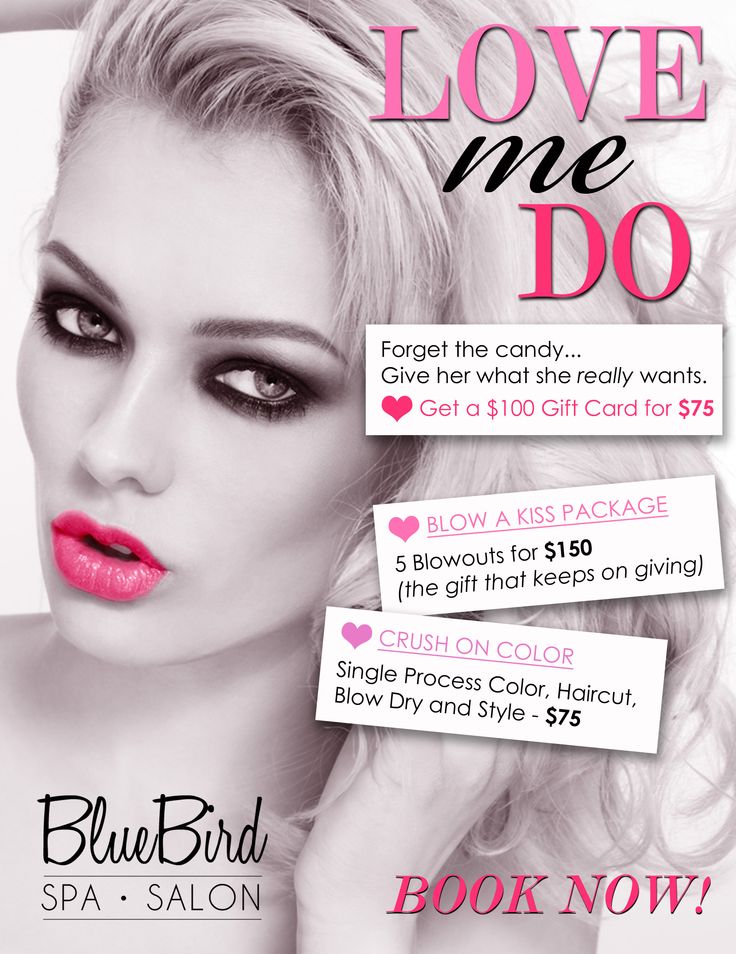 LOVE
me
DO
Forget the candy...
Give her what she really wants.
Get a $100 Gift Card for $75
BLOW A KISS PACKAGE
5 Blowouts for $150
(the gift that keeps on giving)
CRUSH ON COLOR
Single Process Color, Haircut,
Blow Dry and Style - $75
BlueBird
SPA • SALON
BOOK NOW!